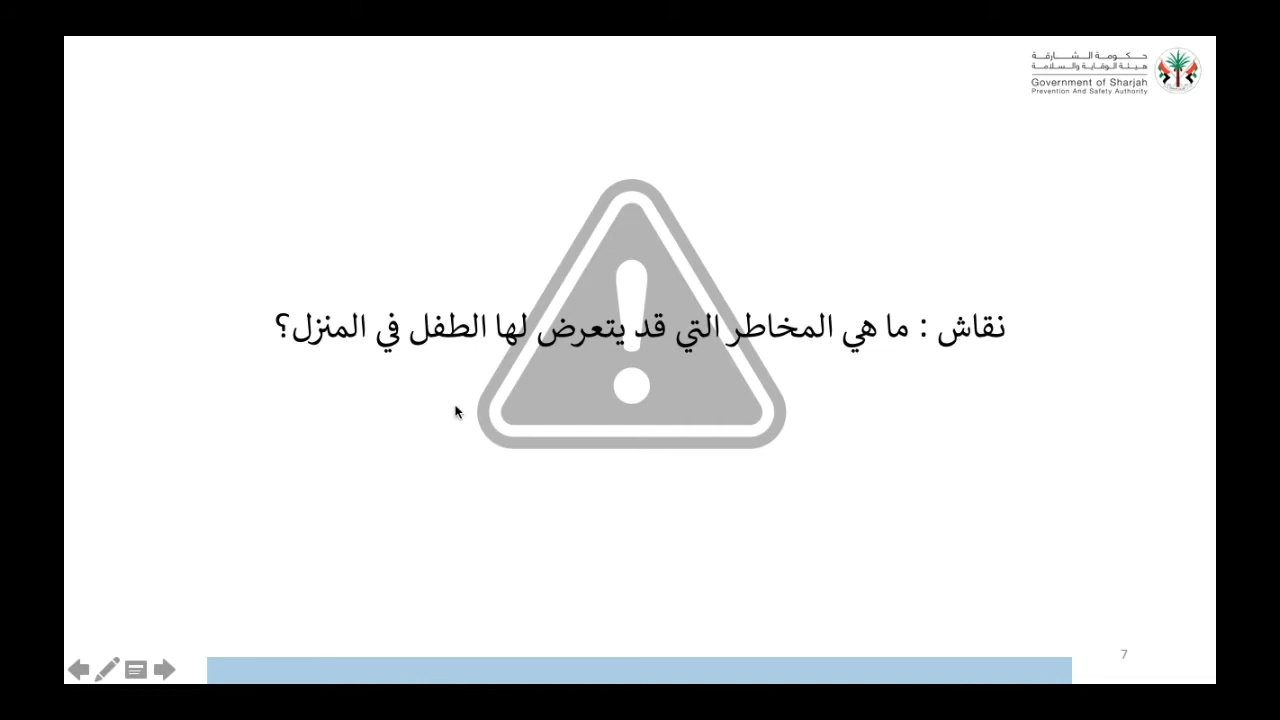 حكومة الشارقة
هيئة الوقاية والسلامة
Government of Sharjah
Prevention And Safety Authority
نقاش : ما هي المخاطر التي قد يتعرض لها الطفل في المنزل؟
7